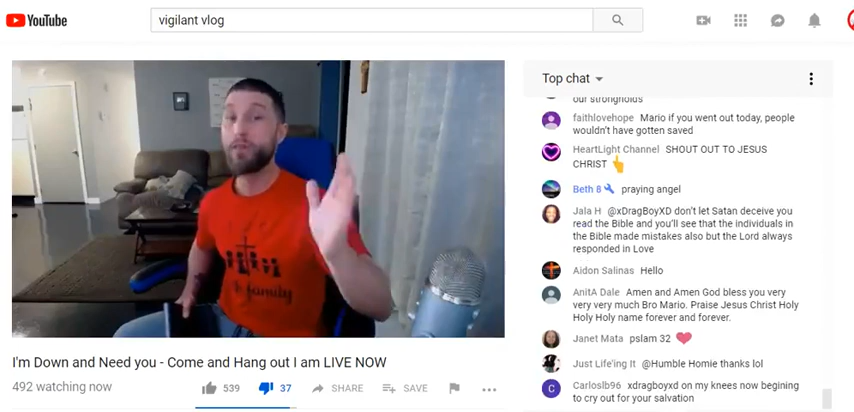 YouTube
vigilant vlog
Top chat
our strongholds
faithlovehope Mario if you went out today, people
wouldn't have gotten saved
HeartLight Channel SHOUT OUT TO JESUS
CHRIST
Beth 8 praying angel
Jala H @xDragBoyXD don't let Satan deceive you
read the Bible and you'll see that the individuals in
the Bible made mistakes also but the Lord always
responded in Love
Aidon Salinas Hello
AnitA Dale Amen and Amen God bless you very
very very much Bro Mario. Praise Jesus Christ Holy
Holy Holy name forever and forever.
Janet Mata pslam 32
Just Life'ing It @Humble Homie thanks lol
C Carloslb96 xdragboyxd on my knees now begining
to cry out for your salvation
family
I'm Down and Need you - Come and Hang out I am LIVE NOW
492 watching now
539 37 SHARE SAVE